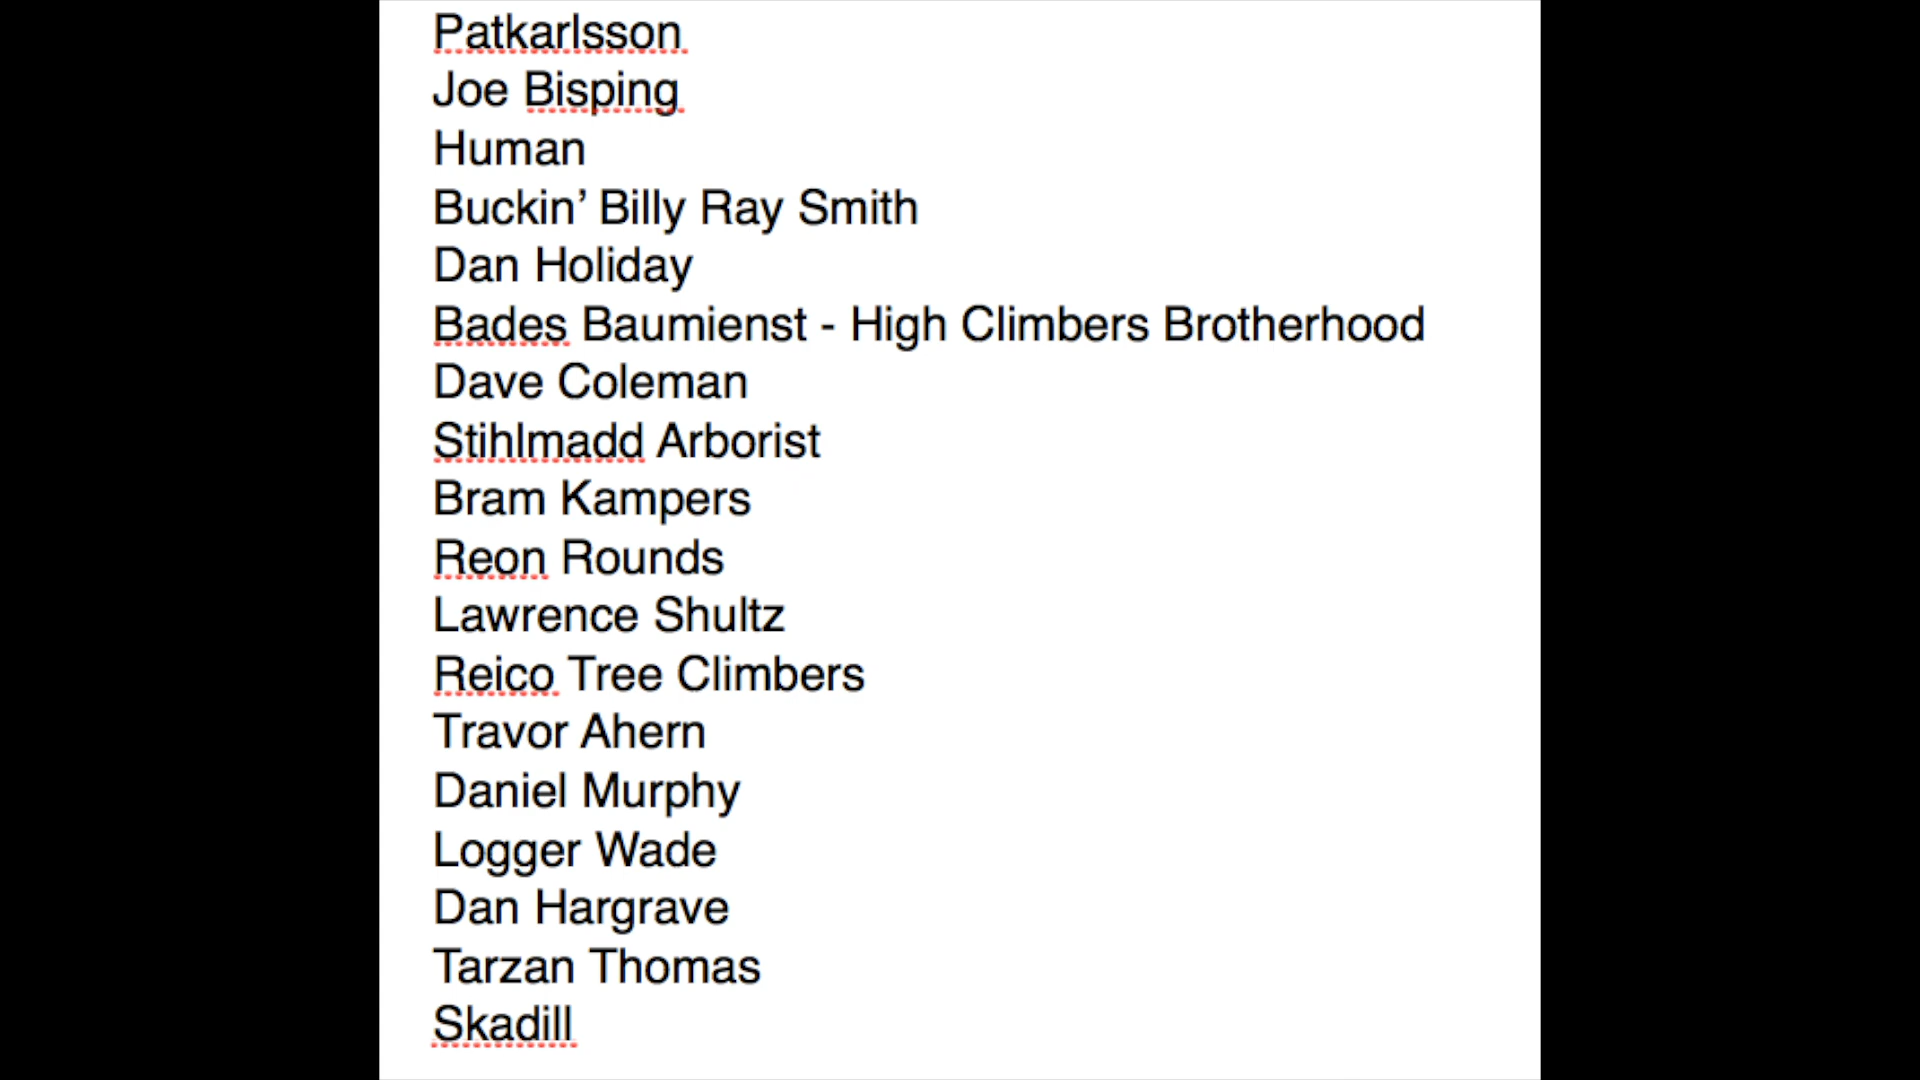 Patkarlsson
Joe Bisping
Human
Buckin’ Billy Ray Smith
Dan Holiday
Bades Baumienst - High Climbers Brotherhood
Dave Coleman
Stihlmadd Arborist
Bram Kampers
Reon Rounds
Lawrence Shultz
Reico Tree Climbers
Travor Ahern
Daniel Murphy
Logger Wade
Dan Hargrave
Tarzan Thomas
Skadill